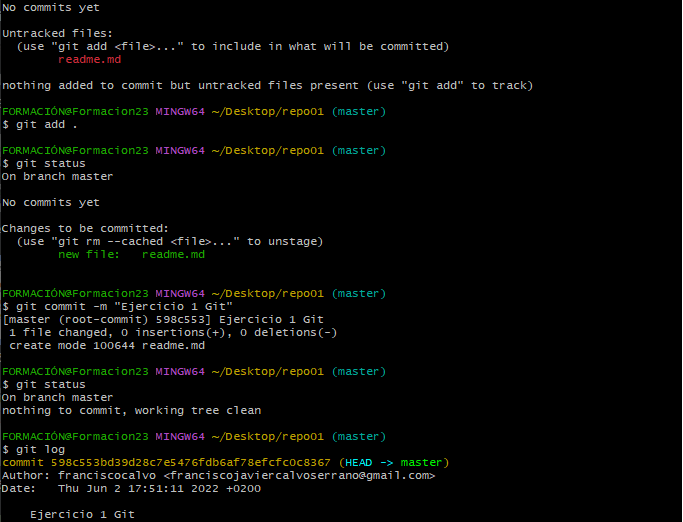 No commits yet
Untracked files:
(use "git add <file>..." to include in what will be committed)
readme.md
nothing added to commit but untracked files present (use "git add" to track)
FORMACIÓN@Formacion23 MINGW64 ~/Desktop/repo01 (master)
$ git add .
FORMACIÓN@Formacion23 MINGW64 ~/Desktop/repo01 (master)
$ git status
On branch master
No commits yet
Changes to be committed:
(use "git rm --cached <file>..." to unstage)
new file:   readme.md
FORMACIÓN@Formacion23 MINGW64 ~/Desktop/repo01 (master)
$ git commit -m "Ejercicio 1 Git"
[master (root-commit) 598c553] Ejercicio 1 Git
1 file changed, 0 insertions(+), 0 deletions(-)
create mode 100644 readme.md
FORMACIÓN@Formacion23 MINGW64 ~/Desktop/repo01 (master)
$ git status
On branch master
nothing to commit, working tree clean
FORMACIÓN@Formacion23 MINGW64 ~/Desktop/repo01 (master)
$ git log
commit 598c553bd39d28c7e5476fdb6af78efcfc0c8367 (HEAD -> master)
Author: franciscocalvo <franciscojaviercalvoserrano@gmail.com>
Date:   Thu Jun 2 17:51:11 2022 +0200
Ejercicio 1 Git